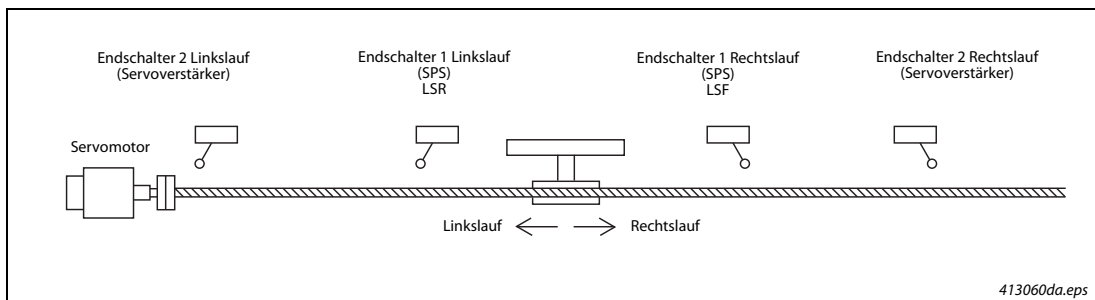 Endschalter 2 Linkslauf
(Servoverstärker)
Endschalter 1 Linkslauf
(SPS)
LSR
Endschalter 1 Rechtslauf
(SPS)
LSF
Endschalter 2 Rechtslauf
(Servoverstärker)
Servomotor
Linkslauf
Rechtslauf
413060da.eps